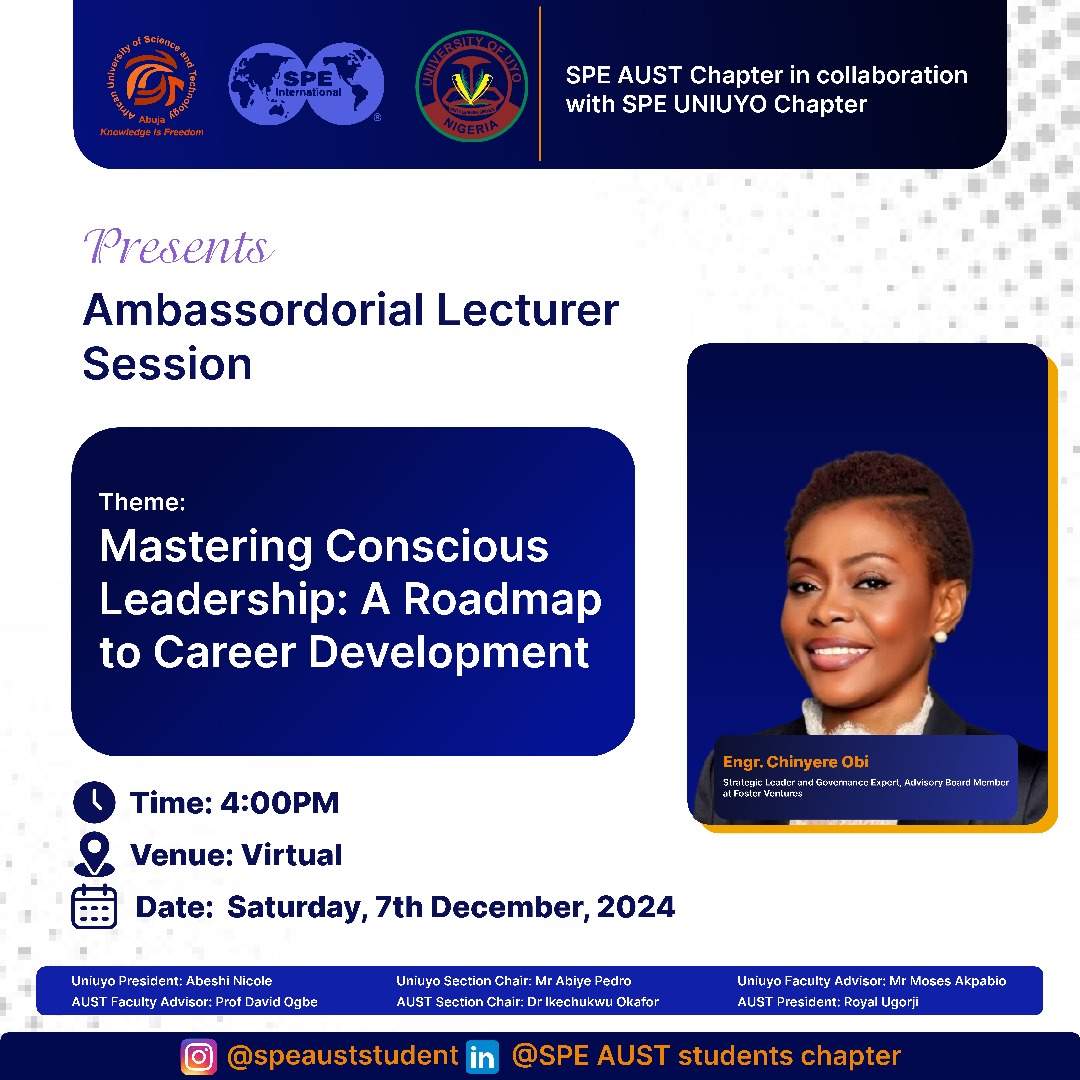 African University of Science and Technology
Abuja
Knowledge is Freedom
SPE
International
®
UNIVERSITY OF UYO
NIGERIA
SPE AUST Chapter in collaboration
with SPE UNIUYO Chapter
Presents
Ambassordorial Lecturer
Session
Theme:
Mastering Conscious
Leadership: A Roadmap
to Career Development
Engr. Chinyere Obi
Strategic Leader and Governance Expert, Advisory Board Member
at Foster Ventures
Time: 4:00PM
Venue: Virtual
Date: Saturday, 7th December, 2024
Uniuyo President: Abeshi Nicole
Uniuyo Section Chair: Mr Abiye Pedro
Uniuyo Faculty Advisor: Mr Moses Akpabio
AUST Faculty Advisor: Prof David Ogbe
AUST Section Chair: Dr Ikechukwu Okafor
AUST President: Royal Ugorji
@speauststudent
in
@SPE AUST students chapter